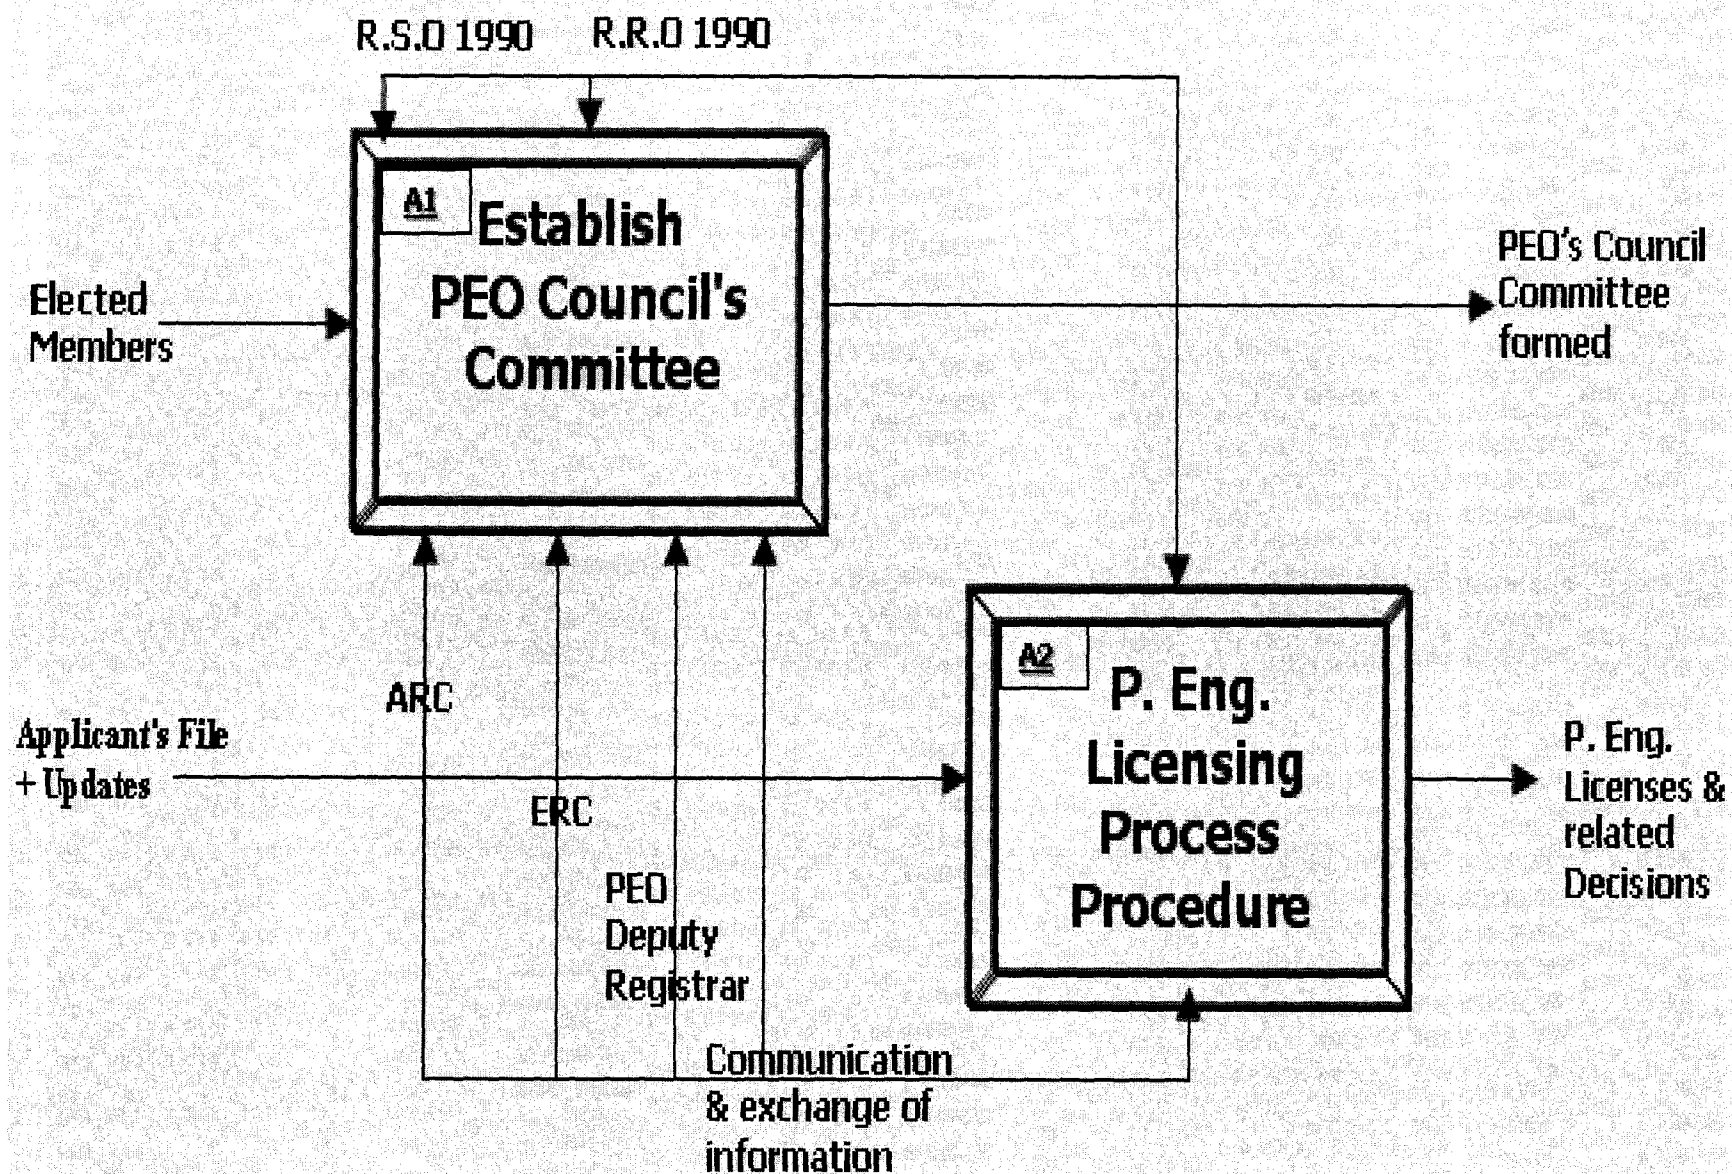 R.S.O 1990 R.R.O 1990
A1
Establish
PEO Council's
Committee
Elected
Members
PEO's Council
Committee
formed
ARC
Applicant's File
+ Updates
ERC
PEO
Deputy
Registrar
A2
P. Eng.
Licensing
Process
Procedure
P. Eng.
Licenses &
related
Decisions
Communication
& exchange of
information